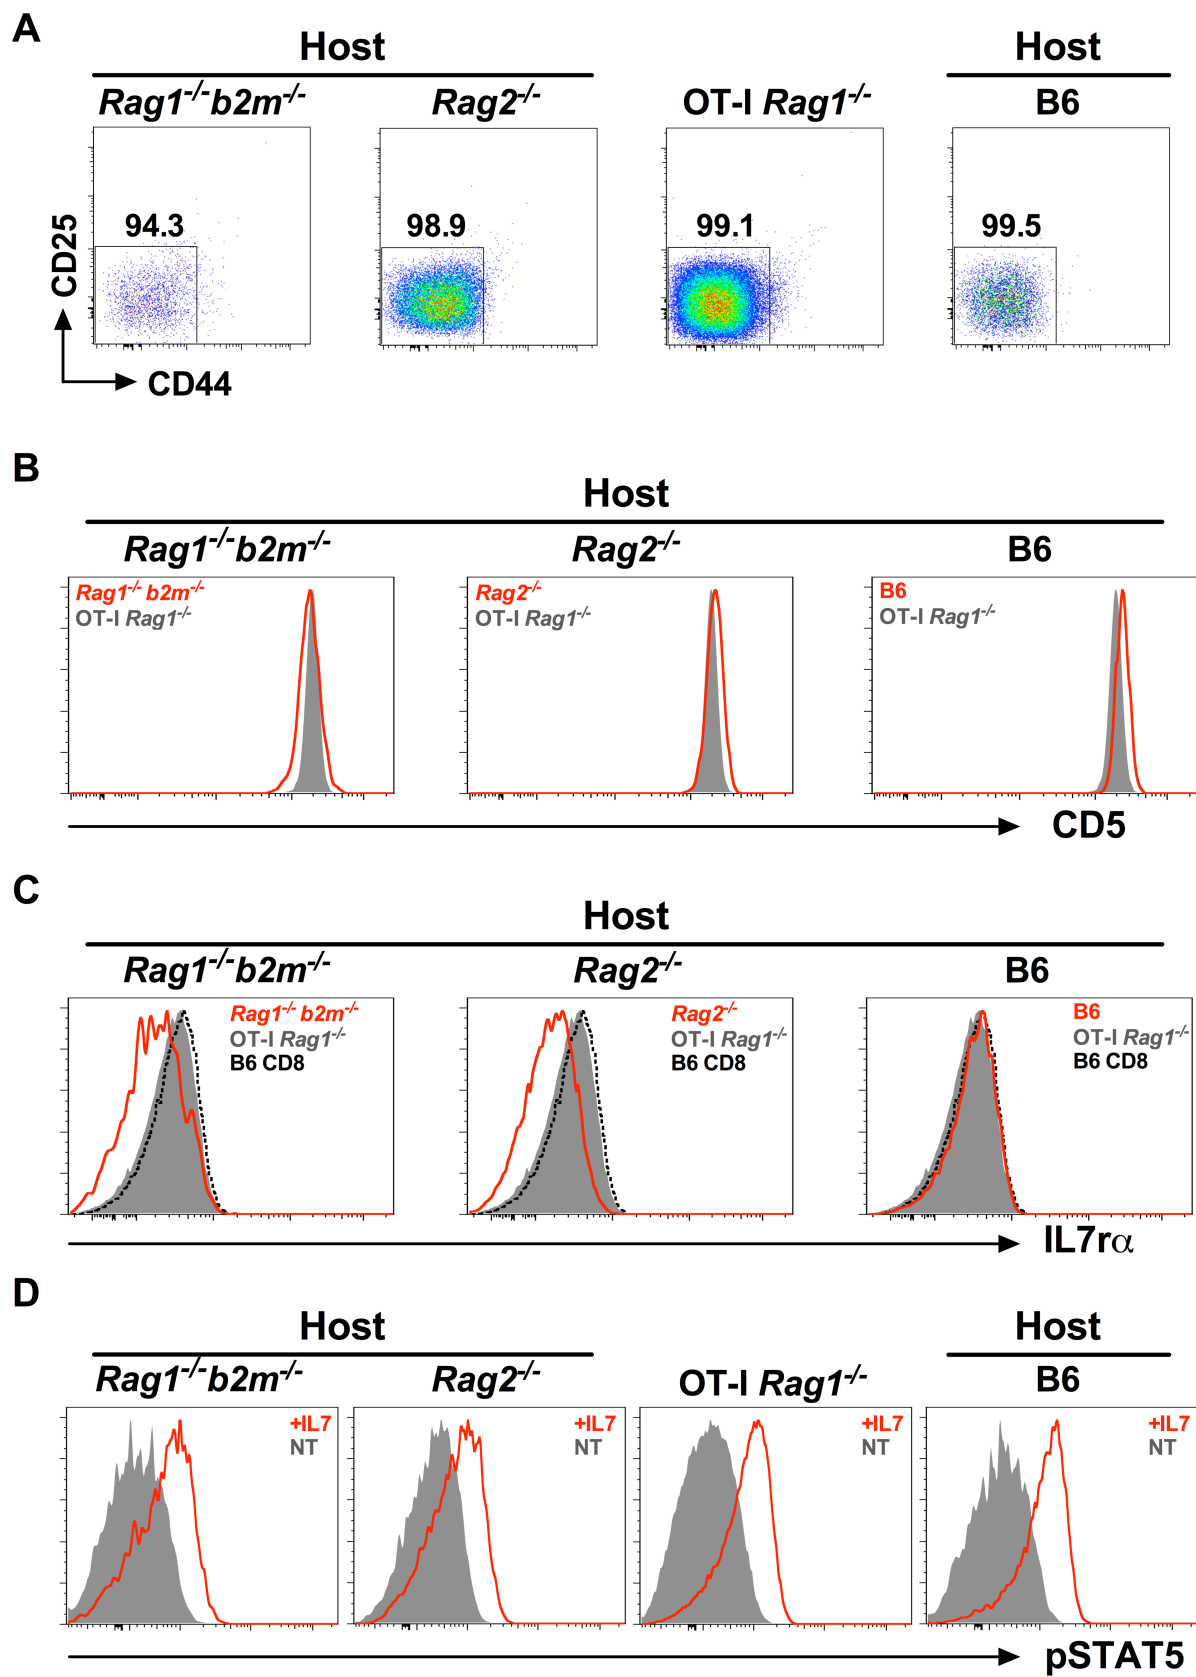 A
Host
Host
Rag1-/-b2m-/-
Rag2-/-
OT-I Rag1-/-
B6
94.3
98.9
99.1
99.5
CD25
CD44
B
Host
Rag1-/-b2m-/-
Rag2-/-
B6
Rag1-/- b2m-/-
OT-I Rag1-/-
Rag2-/-
OT-I Rag1-/-
B6
OT-I Rag1-/-
CD5
C
Host
Rag1-/-b2m-/-
Rag2-/-
B6
Rag1-/- b2m-/-
OT-I Rag1-/-
B6 CD8
Rag2-/-
OT-I Rag1-/-
B6 CD8
B6
OT-I Rag1-/-
B6 CD8
IL7rα
D
Host
Host
Rag1-/-b2m-/-
Rag2-/-
OT-I Rag1-/-
B6
+IL7
NT
+IL7
NT
+IL7
NT
+IL7
NT
pSTAT5